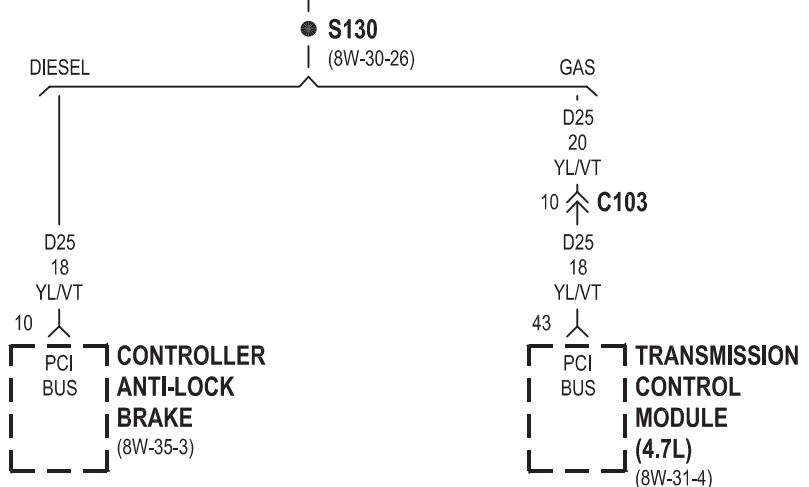 S130
(8W-30-26)
DIESEL
GAS
D25
20
YL/VT
10
C103
D25
18
YL/VT
10
D25
18
YL/VT
43
PCI
BUS
CONTROLLER
ANTI-LOCK
BRAKE
(8W-35-3)
PCI
BUS
TRANSMISSION
CONTROL
MODULE
(4.7L)
(8W-31-4)